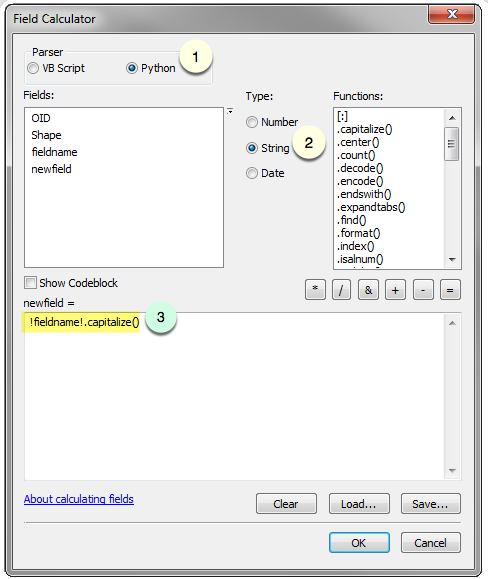 Field Calculator
Parser
VB Script
Python
1
Fields:
OID
Shape
fieldname
newfield
Type:
Number
String
2
Date
Functions:
[:]
.capitalize()
.center()
.count()
.decode()
.encode()
.endswith()
.expandtabs()
.find()
.format()
.index()
.isalnum()
Show Codeblock
* / & + - =
newfield =
!fieldname!.capitalize()
3
About calculating fields
Clear
Load...
Save...
OK
Cancel